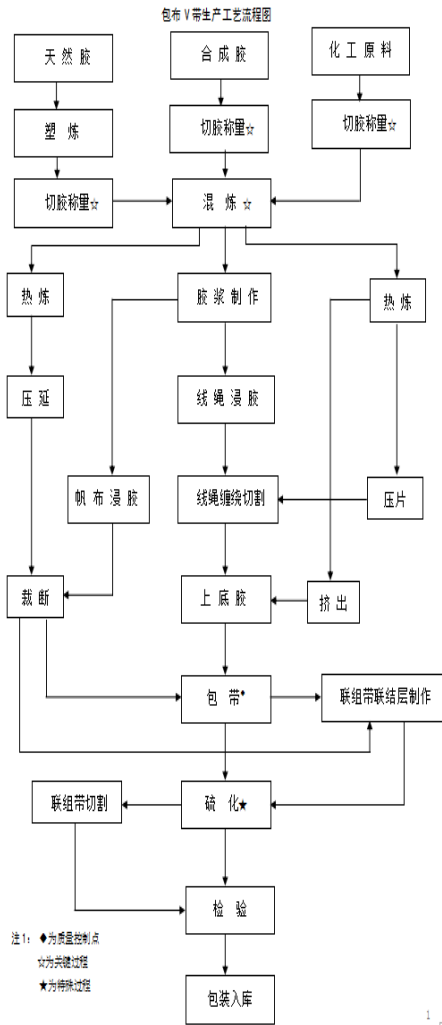 包布V带生产工艺流程图
天然胶
合成胶
化工原料
塑炼
切胶称量☆
切胶称量☆
切胶称量☆
混炼☆
热炼
胶浆制作
热炼
压延
线绳浸胶
帆布浸胶
线绳缠绕切割
压片
裁断
上底胶
挤出
包带◆
联组带联结层制作
联组带切割
硫化★
检验
注1：◆为质量控制点
☆为关键过程
★为特殊过程
包装入库
1